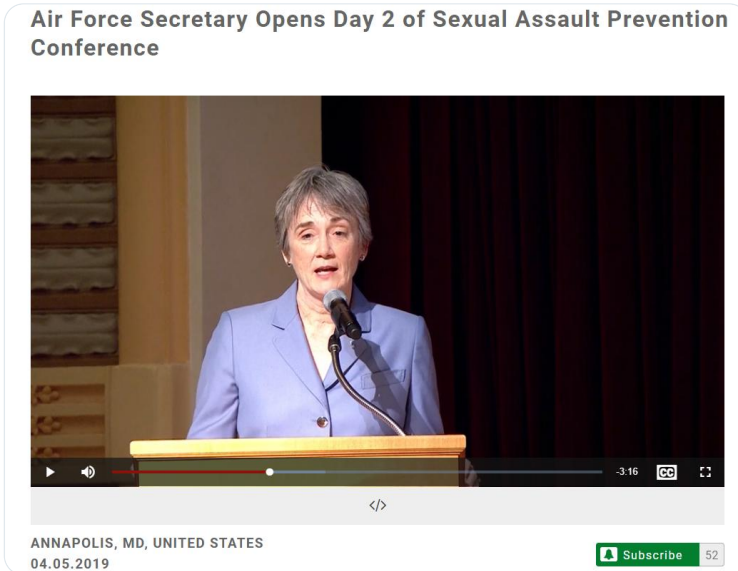 Air Force Secretary Opens Day 2 of Sexual Assault Prevention
Conference
-3:16
CC
</>
ANNAPOLIS, MD, UNITED STATES
04.05.2019
Subscribe 52